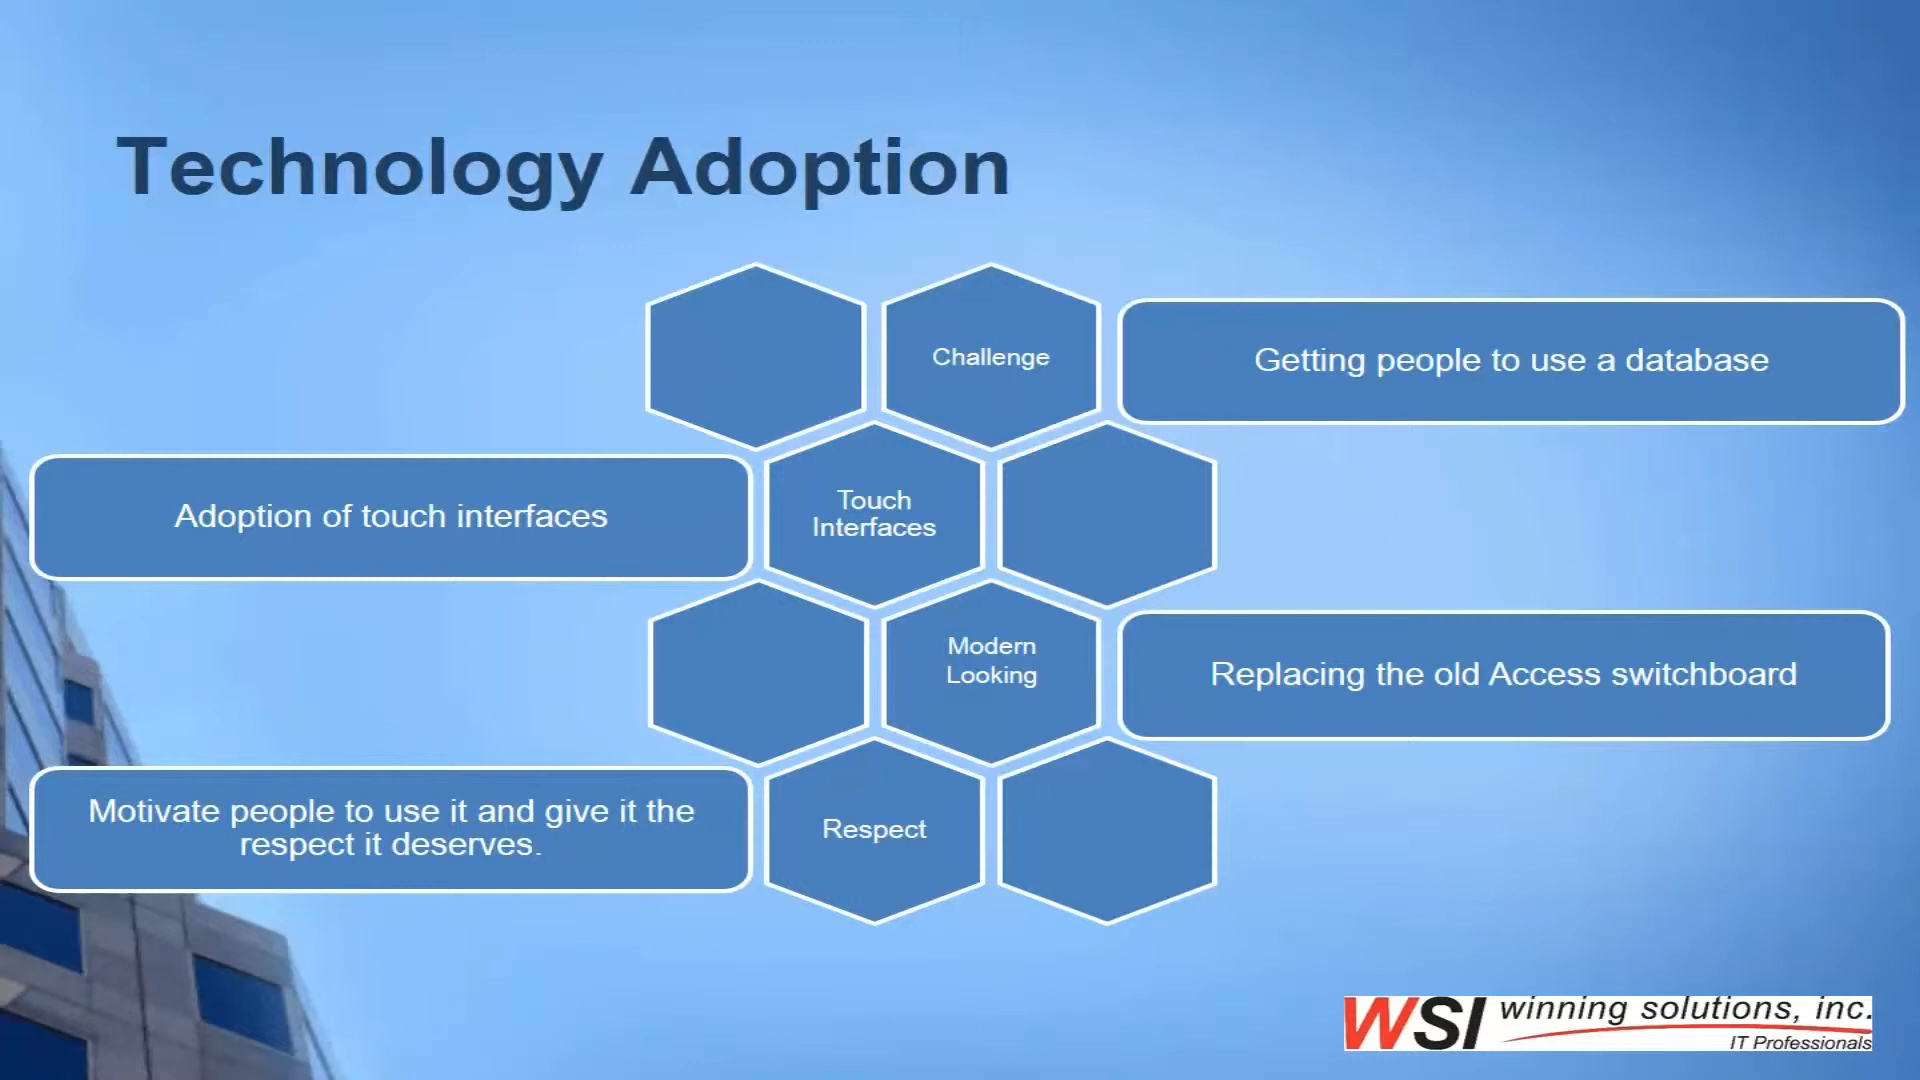 Technology Adoption
Challenge
Getting people to use a database
Adoption of touch interfaces
Touch
Interfaces
Modern
Looking
Replacing the old Access switchboard
Motivate people to use it and give it the
respect it deserves.
Respect
WSI winning solutions, inc.
IT Professionals